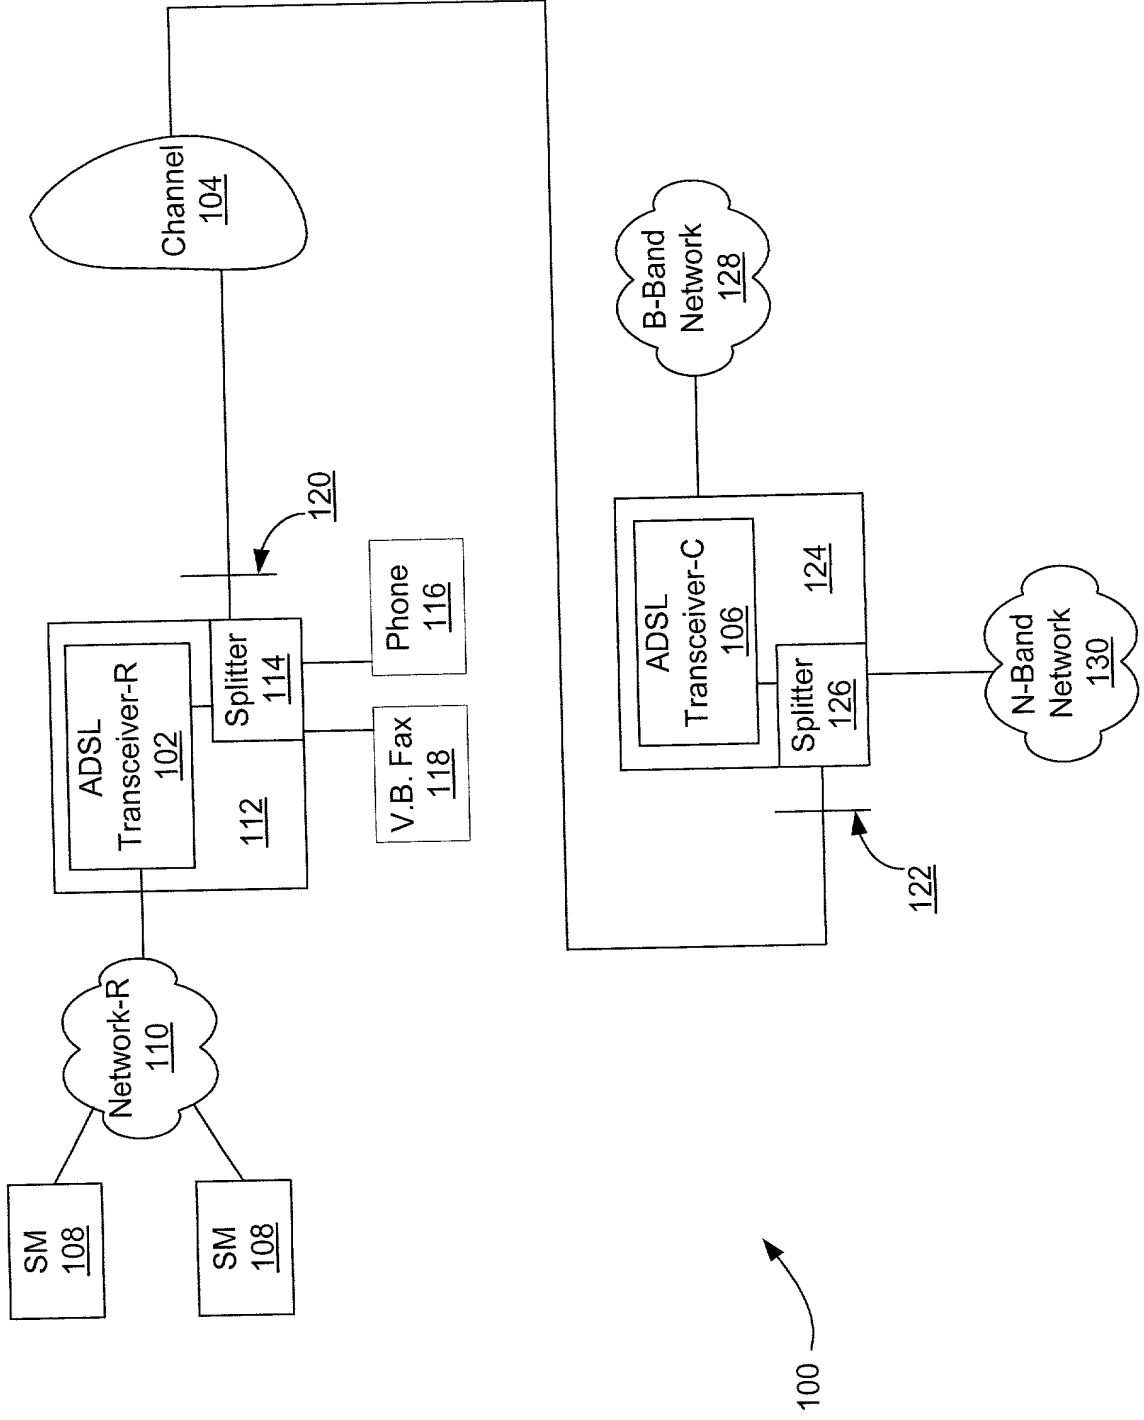 SM
108
SM
108
Network-R
110
ADSL
Transceiver-R
102
112
Splitter
114
V.B. Fax
118
Phone
116
120
Channel
104
122
ADSL
Transceiver-C
106
Splitter
126
124
B-Band
Network
128
N-Band
Network
130
100